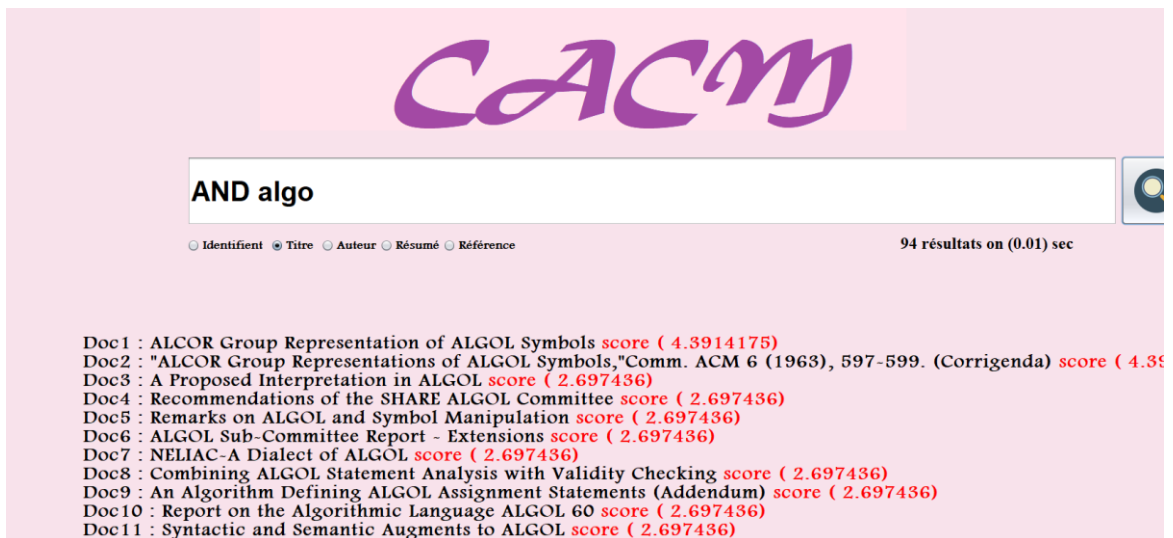 CACM
AND algo
Identifient Titre Auteur Résumé Référence
94 résultats on (0.01) sec
Doc1 : ALCOR Group Representation of ALGOL Symbols score ( 4.3914175)
Doc2 : "ALCOR Group Representations of ALGOL Symbols,"Comm. ACM 6 (1963), 597-599. (Corrigenda) score ( 4.39
Doc3 : A Proposed Interpretation in ALGOL score ( 2.697436)
Doc4 : Recommendations of the SHARE ALGOL Committee score ( 2.697436)
Doc5 : Remarks on ALGOL and Symbol Manipulation score ( 2.697436)
Doc6 : ALGOL Sub-Committee Report - Extensions score ( 2.697436)
Doc7 : NELIAC-A Dialect of ALGOL score ( 2.697436)
Doc8 : Combining ALGOL Statement Analysis with Validity Checking score ( 2.697436)
Doc9 : An Algorithm Defining ALGOL Assignment Statements (Addendum) score ( 2.697436)
Doc10 : Report on the Algorithmic Language ALGOL 60 score ( 2.697436)
Doc11 : Syntactic and Semantic Augments to ALGOL score ( 2.697436)